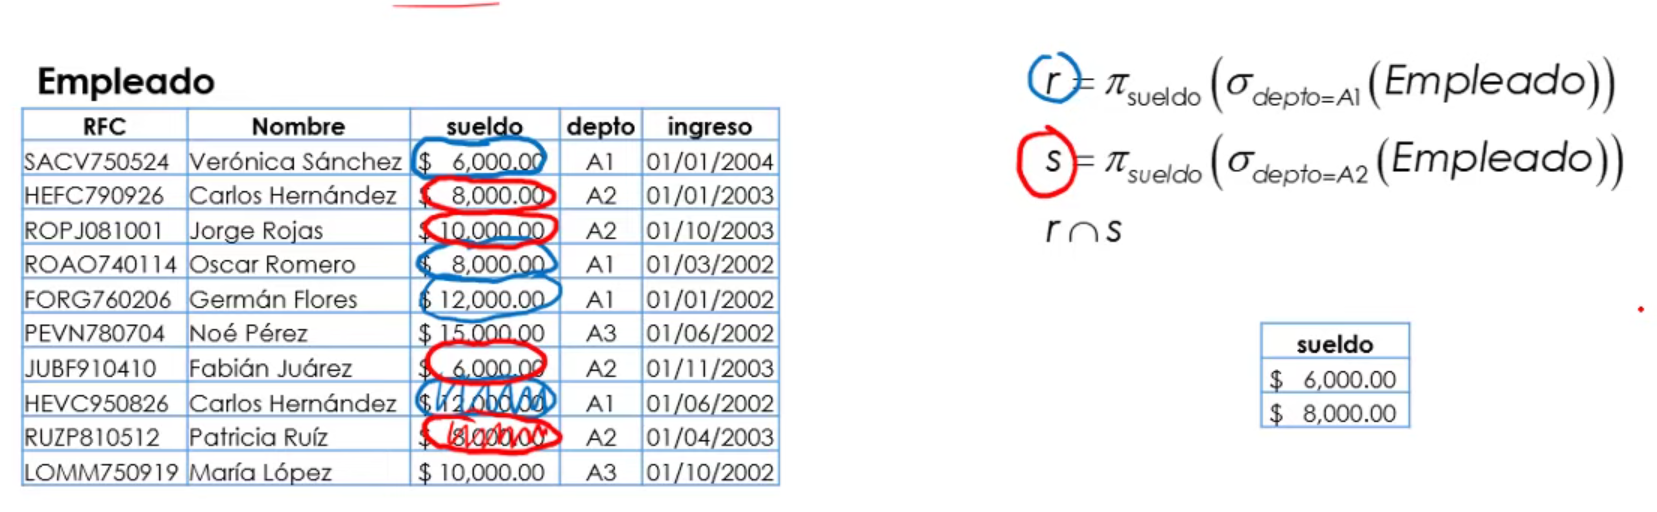 Empleado
RFC Nombre sueldo depto ingreso
SACV750524 Verónica Sánchez $ 6,000.00 A1 01/01/2004
HEFC790926 Carlos Hernández $ 8,000.00 A2 01/01/2003
ROPJ081001 Jorge Rojas $ 10,000.00 A2 01/10/2003
ROAO740114 Oscar Romero $ 8,000.00 A1 01/03/2002
FORG760206 Germán Flores $ 12,000.00 A1 01/01/2002
PEVN780704 Noé Pérez $ 15,000.00 A3 01/06/2002
JUBF910410 Fabián Juárez $ 6,000.00 A2 01/11/2003
HEVC950826 Carlos Hernández $ 12,000.00 A1 01/06/2002
RUZP810512 Patricia Ruíz $ 8,000.00 A2 01/04/2003
LOMM750919 María López $ 10,000.00 A3 01/10/2002
r = π sueldo (σ depto=A1 (Empleado))
s = π sueldo (σ depto=A2 (Empleado))
r ∩ s
sueldo
$ 6,000.00
$ 8,000.00